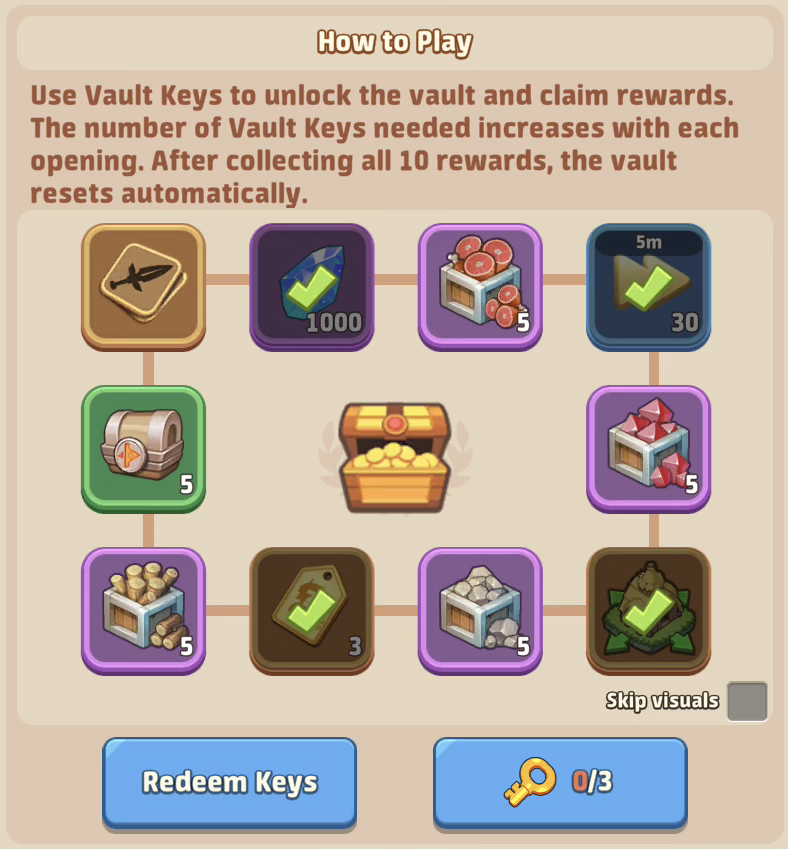 How to Play
Use Vault Keys to unlock the vault and claim rewards.
The number of Vault Keys needed increases with each
opening. After collecting all 10 rewards, the vault
resets automatically.
1000
5
5m
30
5
5
5
3
5
Skip visuals
Redeem Keys
0/3